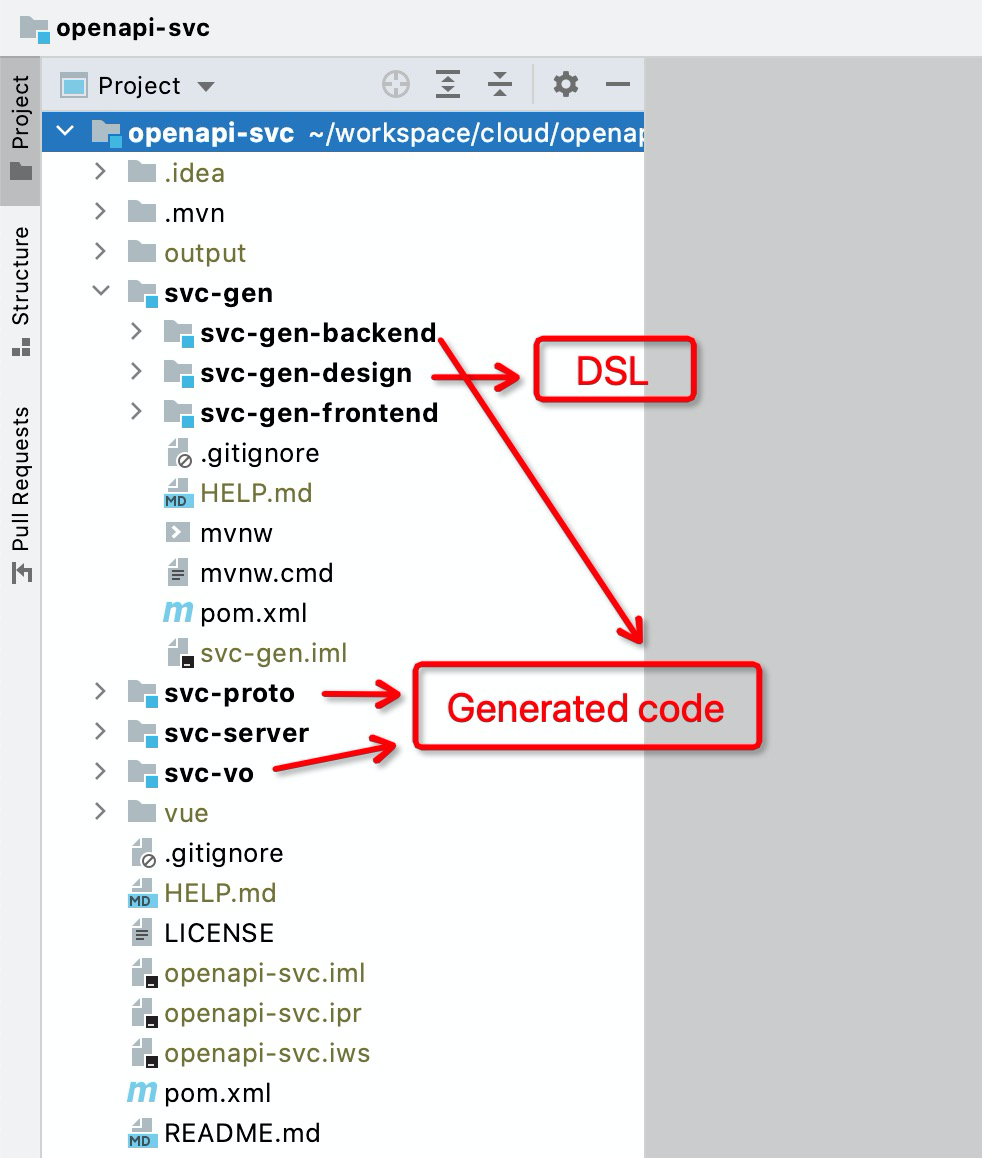 openapi-svc
Project
Project
Structure
Pull Requests
openapi-svc ~/workspace/cloud/openap
.idea
.mvn
output
svc-gen
svc-gen-backend
svc-gen-design
DSL
svc-gen-frontend
.gitignore
MD HELP.md
mvnw
mvnw.cmd
m pom.xml
svc-gen.iml
svc-proto
Generated code
svc-server
svc-vo
vue
.gitignore
MD HELP.md
LICENSE
openapi-svc.iml
openapi-svc.ipr
openapi-svc.iws
m pom.xml
MD README.md